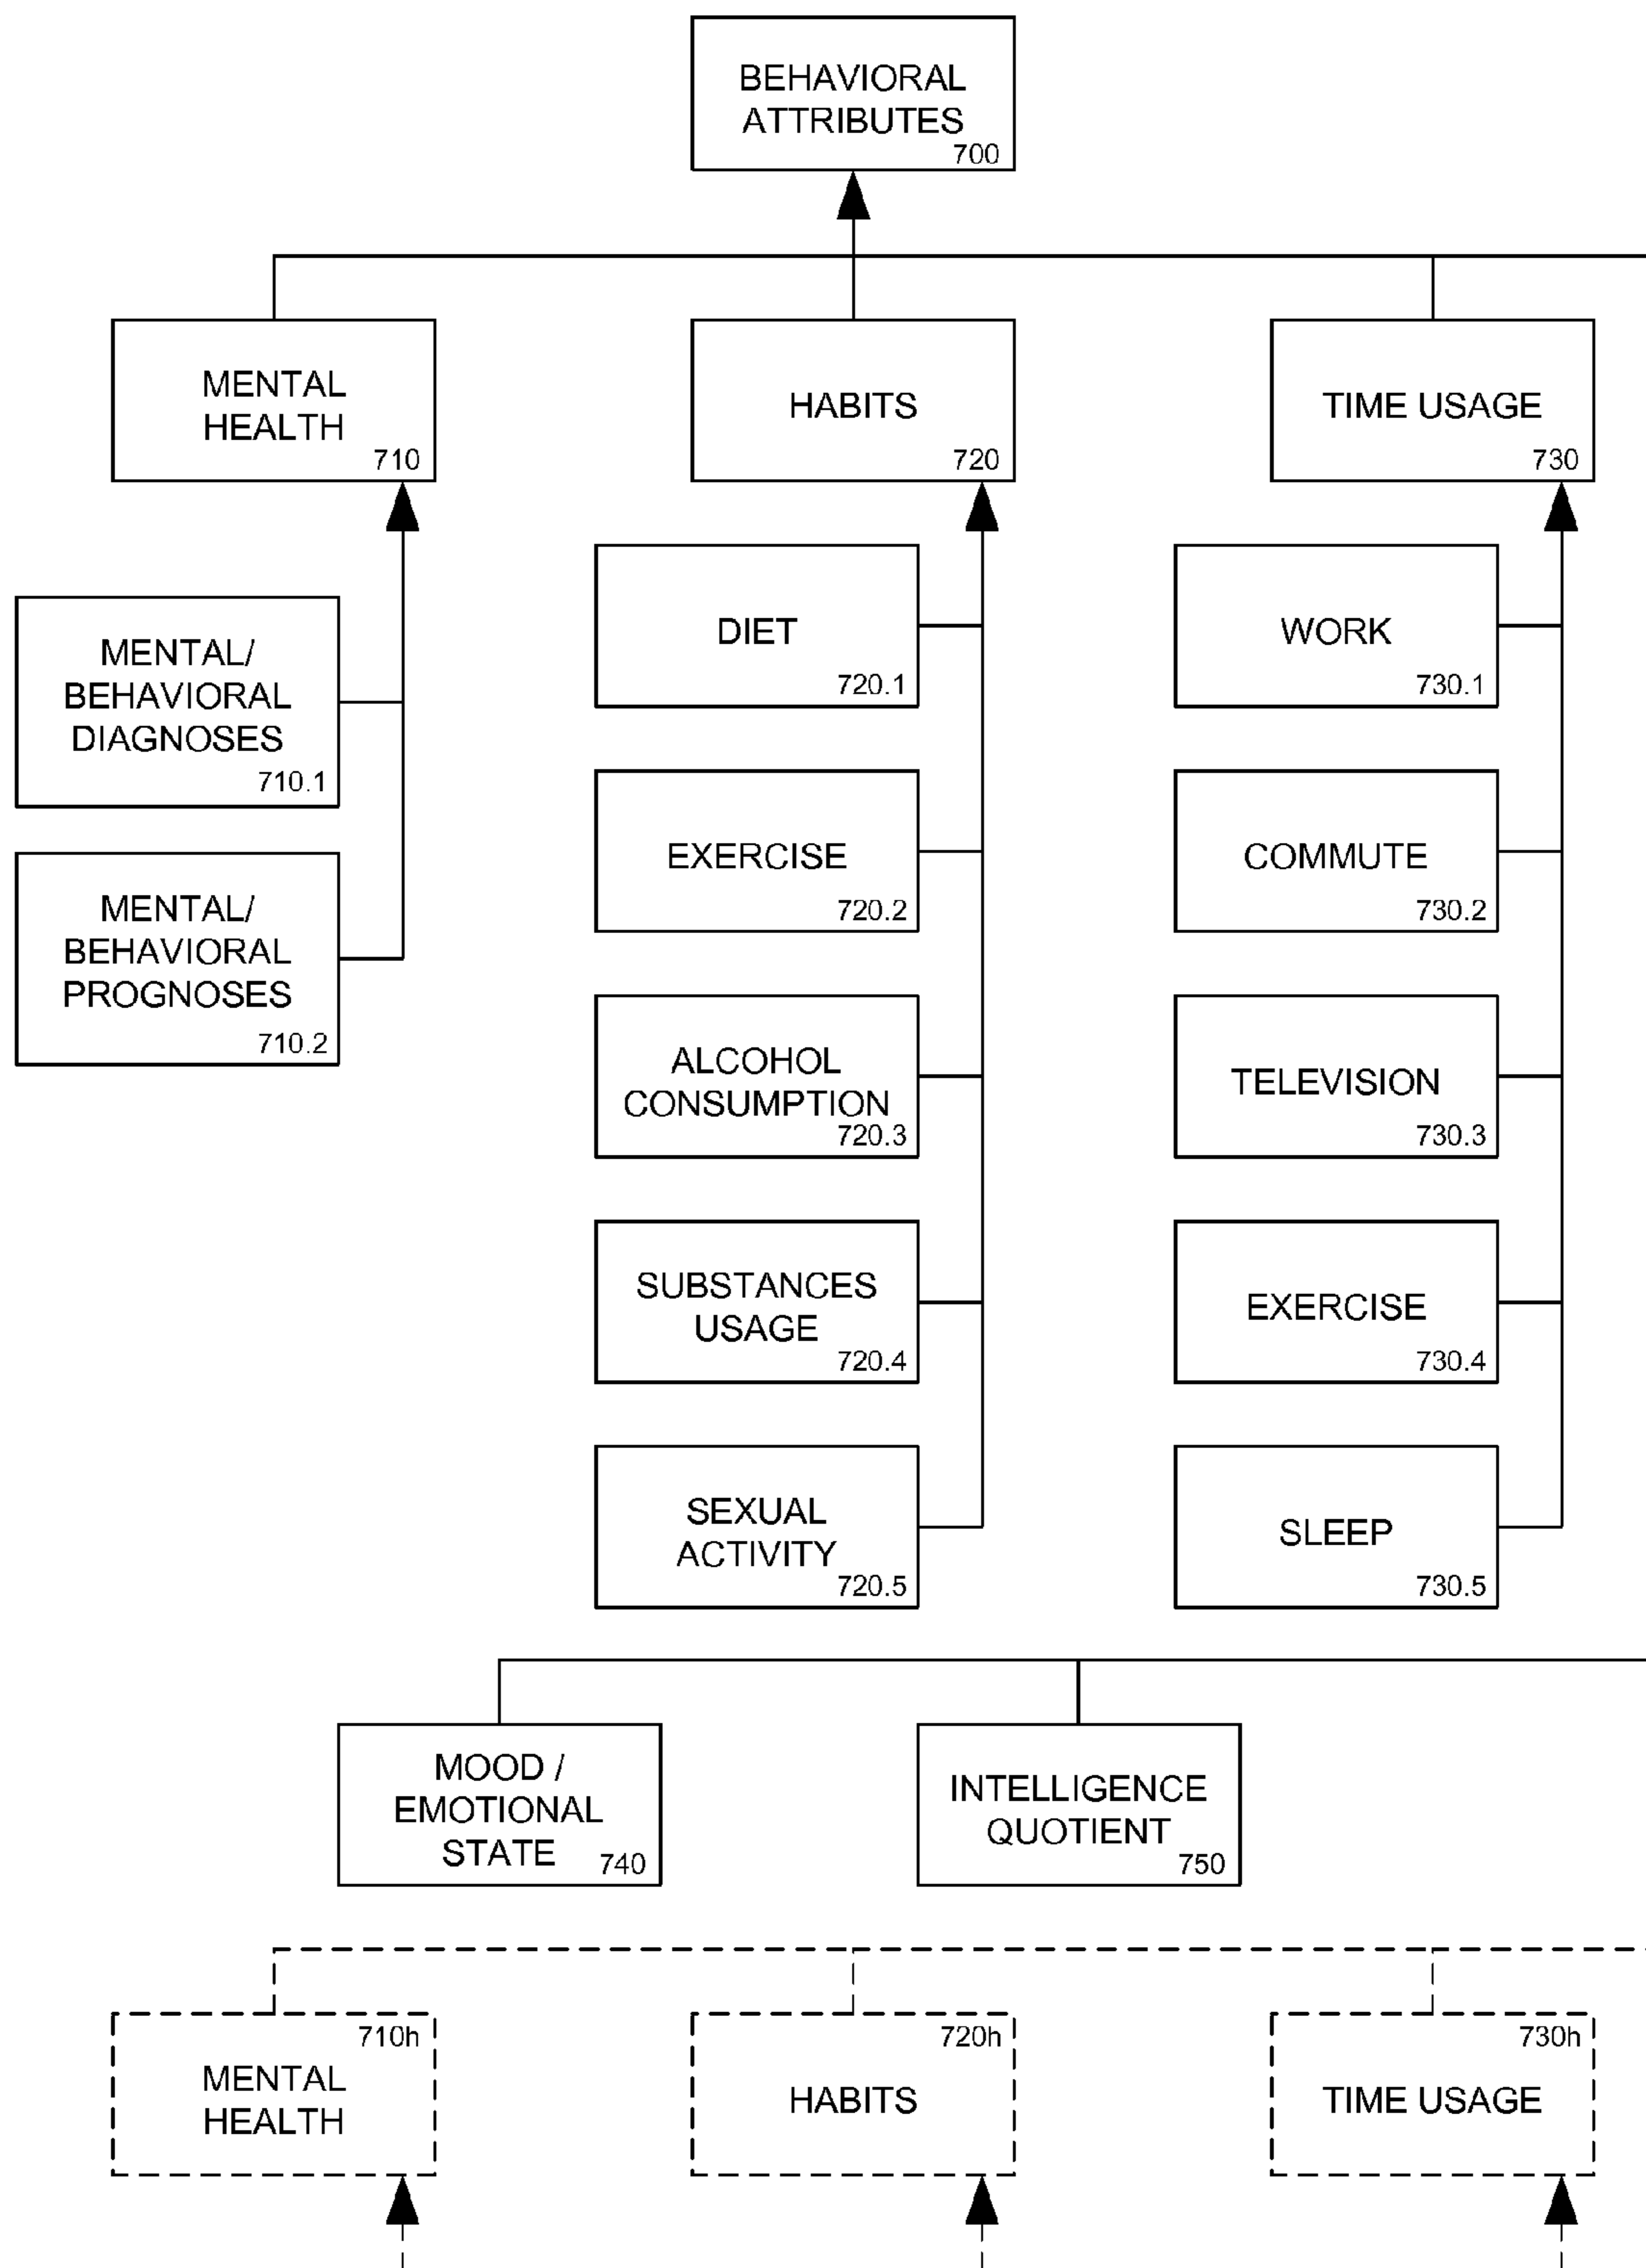 BEHAVIORAL
ATTRIBUTES
700
MENTAL
HEALTH
710
HABITS
720
TIME USAGE
730
MENTAL/
BEHAVIORAL
DIAGNOSES
710.1
MENTAL/
BEHAVIORAL
PROGNOSES
710.2
DIET
720.1
EXERCISE
720.2
ALCOHOL
CONSUMPTION
720.3
SUBSTANCES
USAGE
720.4
SEXUAL
ACTIVITY
720.5
WORK
730.1
COMMUTE
730.2
TELEVISION
730.3
EXERCISE
730.4
SLEEP
730.5
MOOD /
EMOTIONAL
STATE
740
INTELLIGENCE
QUOTIENT
750
710h
MENTAL
HEALTH
720h
HABITS
730h
TIME USAGE